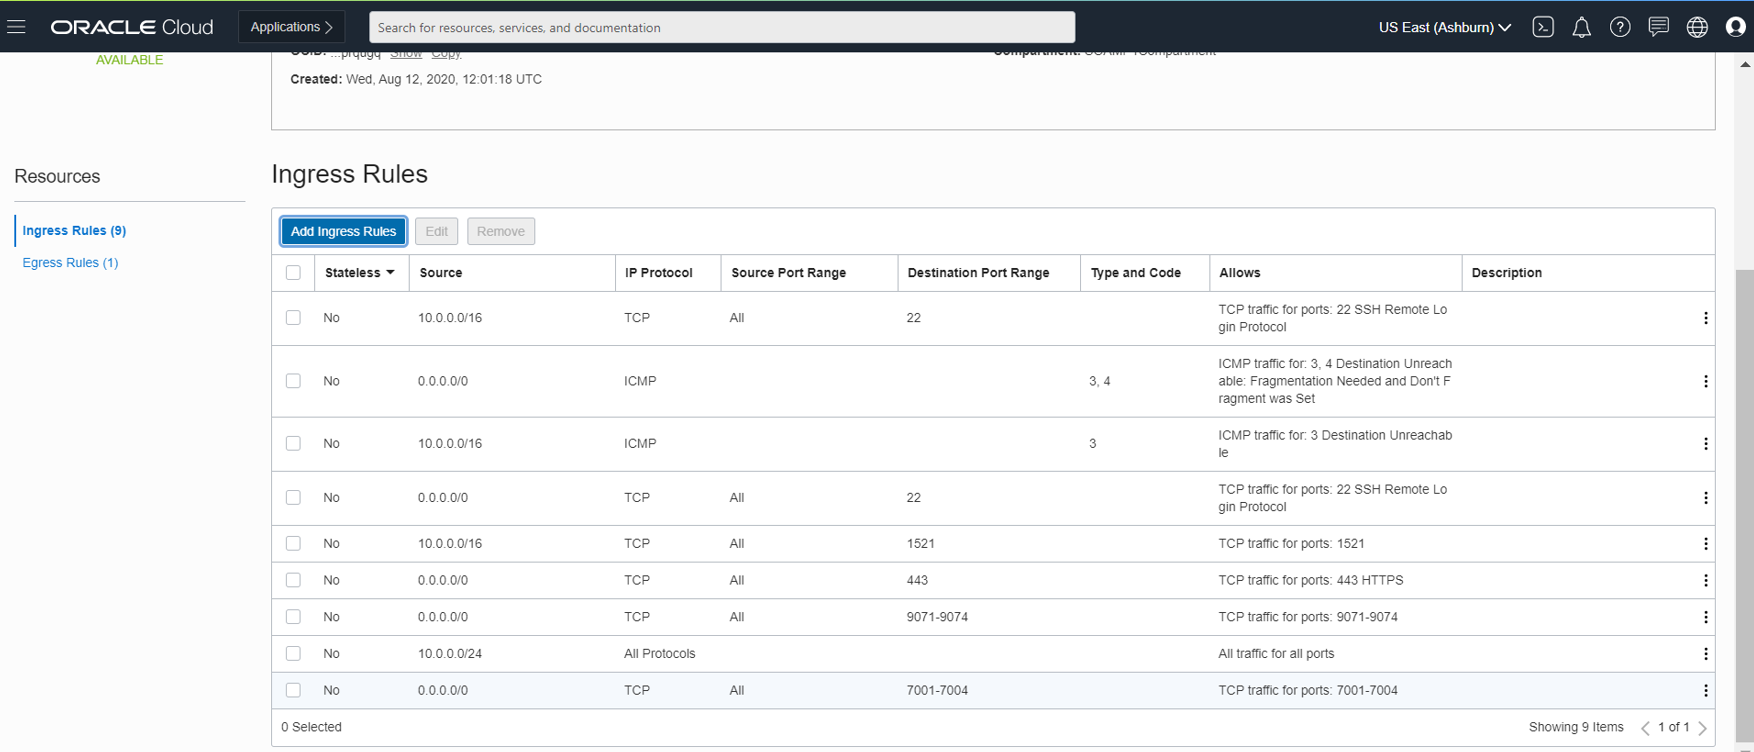 ORACLE Cloud
Applications
Search for resources, services, and documentation
US East (Ashburn)
AVAILABLE
Show Copy
Created: Wed, Aug 12, 2020, 12:01:18 UTC
Resources
Ingress Rules (9)
Egress Rules (1)
Ingress Rules
Add Ingress Rules Edit Remove
Stateless Source IP Protocol Source Port Range Destination Port Range Type and Code Allows Description
No 10.0.0.0/16 TCP All 22 TCP traffic for ports: 22 SSH Remote Lo
gin Protocol
No 0.0.0.0/0 ICMP 3, 4 ICMP traffic for: 3, 4 Destination Unreach
able: Fragmentation Needed and Don't F
ragment was Set
No 10.0.0.0/16 ICMP 3 ICMP traffic for: 3 Destination Unreachab
le
No 0.0.0.0/0 TCP All 22 TCP traffic for ports: 22 SSH Remote Lo
gin Protocol
No 10.0.0.0/16 TCP All 1521 TCP traffic for ports: 1521
No 0.0.0.0/0 TCP All 443 TCP traffic for ports: 443 HTTPS
No 0.0.0.0/0 TCP All 9071-9074 TCP traffic for ports: 9071-9074
No 10.0.0.0/24 All Protocols All traffic for all ports
No 0.0.0.0/0 TCP All 7001-7004 TCP traffic for ports: 7001-7004
0 Selected
Showing 9 Items 1 of 1